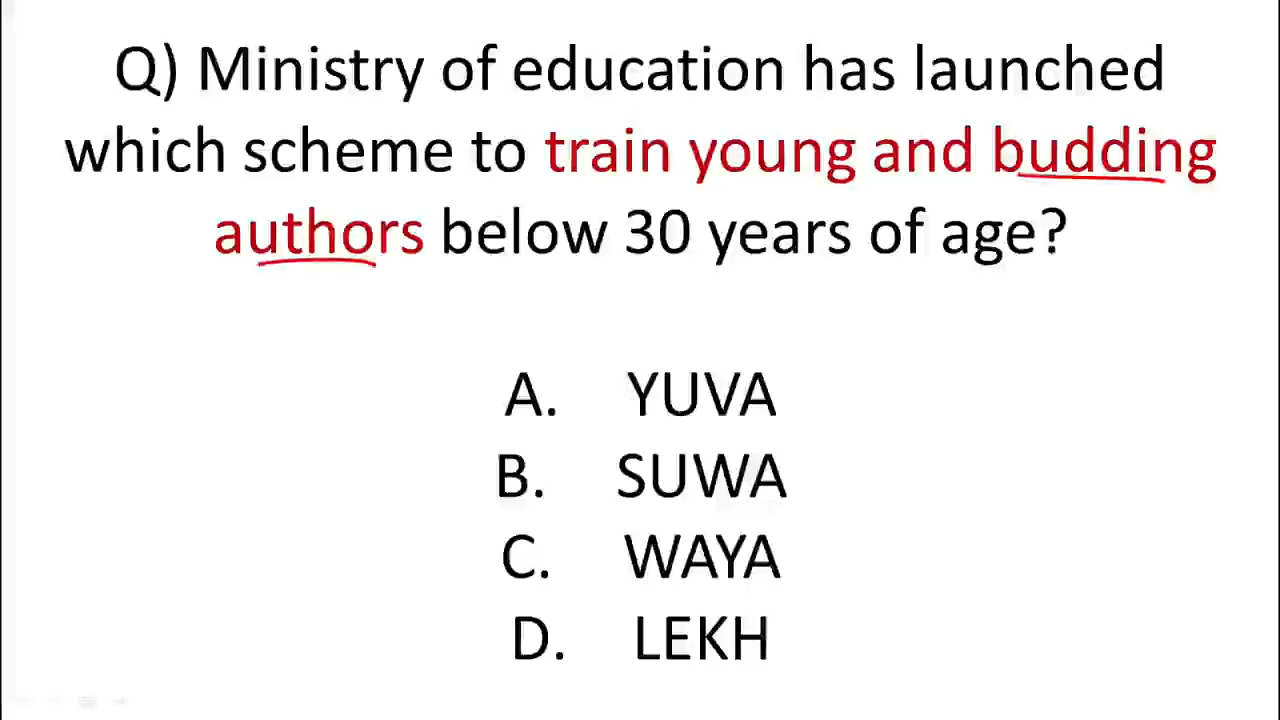 Q) Ministry of education has launched
which scheme to train young and budding
authors below 30 years of age?
A. YUVA
B. SUWA
C. WAYA
D. LEKH